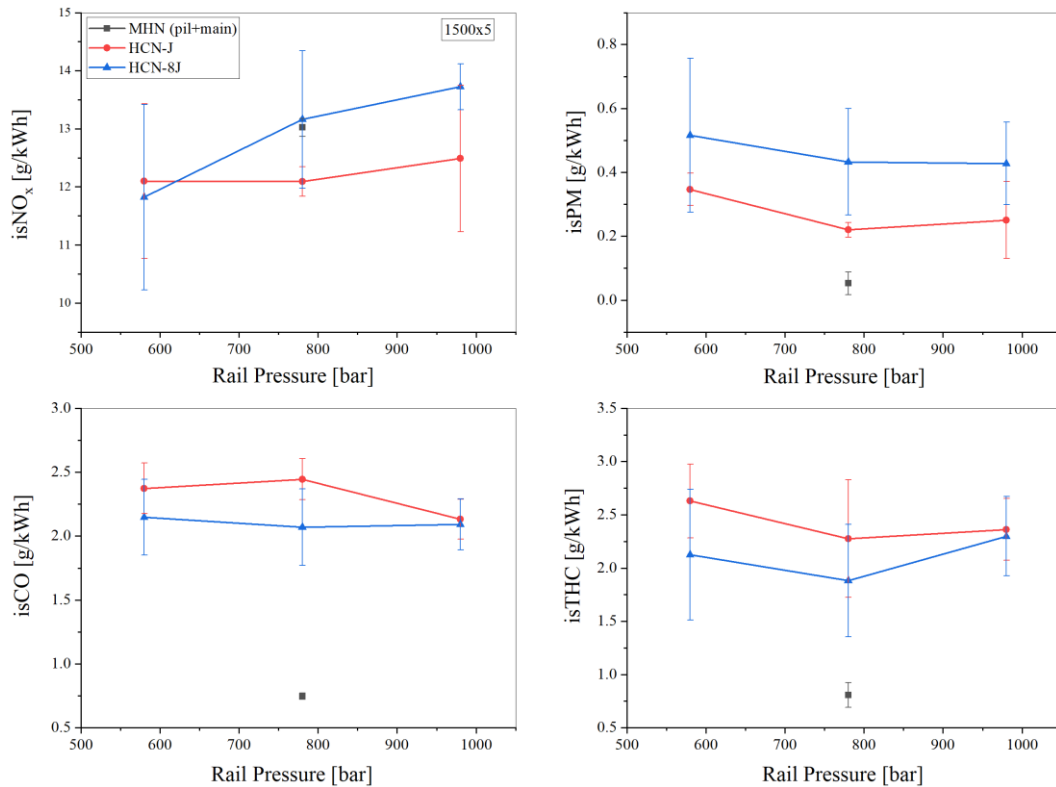 15
14
13
12
11
10
isNOₓ [g/kWh]
MHN (pil+main)
HCN-J
HCN-8J
1500x5
500 600 700 800 900 1000
Rail Pressure [bar]
0.8
0.6
0.4
0.2
0.0
isPM [g/kWh]
500 600 700 800 900 1000
Rail Pressure [bar]
3.0
2.5
2.0
1.5
1.0
0.5
isCO [g/kWh]
500 600 700 800 900 1000
Rail Pressure [bar]
3.5
3.0
2.5
2.0
1.5
1.0
0.5
isTHC [g/kWh]
500 600 700 800 900 1000
Rail Pressure [bar]